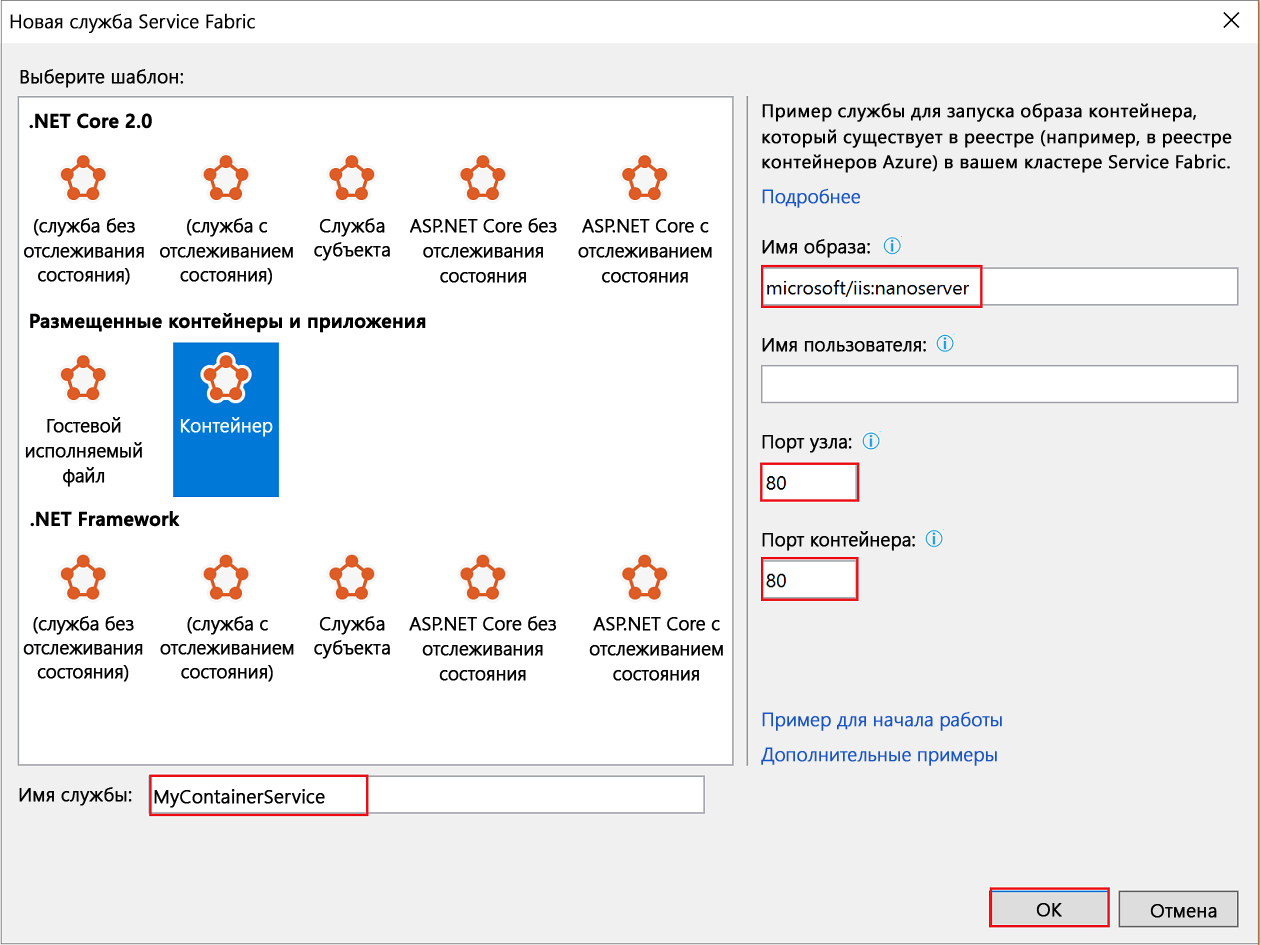 Новая служба Service Fabric
Выберите шаблон:
.NET Core 2.0
(служба без
отслеживания
состояния)
(служба с
отслеживанием
состояния)
Служба
субъекта
ASP.NET Core без
отслеживания
состояния
ASP.NET Core с
отслеживанием
состояния
Размещенные контейнеры и приложения
Гостевой
исполняемый
файл
Контейнер
.NET Framework
(служба без
отслеживания
состояния)
(служба с
отслеживанием
состояния)
Служба
субъекта
ASP.NET Core без
отслеживания
состояния
ASP.NET Core с
отслеживанием
состояния
Имя службы:
MyContainerService
Пример службы для запуска образа контейнера,
который существует в реестре (например, в реестре
контейнеров Azure) в вашем кластере Service Fabric.
Подробнее
Имя образа:
microsoft/iis:nanoserver
Имя пользователя:
Порт узла:
80
Порт контейнера:
80
Пример для начала работы
Дополнительные примеры
OK
Отмена